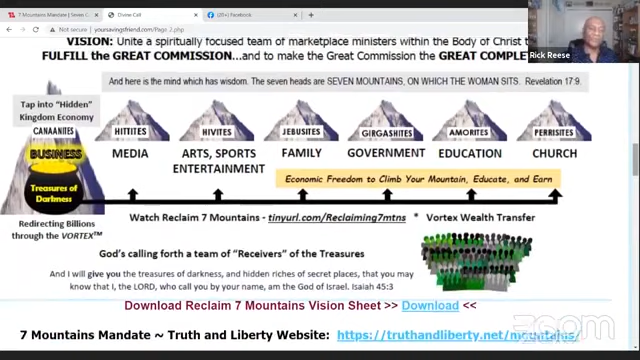 7 Mountains Mandate | Seven C
Divine Call
(20+) Facebook
Not secure | yoursavingsfriend.com/Page_2.php
Rick Reese
VISION: Unite a spiritually focused team of marketplace ministers within the Body of Christ t
FULFILL the GREAT COMMISSION...and to make the Great Commission the GREAT COMPLE
And here is the mind which has wisdom. The seven heads are SEVEN MOUNTAINS, ON WHICH THE WOMAN SITS. Revelation 17:9.
Tap into "Hidden"
Kingdom Economy
CANAANITES
HITTITES
HIVITES
JEBUSITES
GIRGASHITES
AMORITES
PERRISITES
BUSINESS
MEDIA
ARTS, SPORTS
ENTERTAINMENT
FAMILY
GOVERNMENT
EDUCATION
CHURCH
Treasures of
Darkness
Economic Freedom to Climb Your Mountain, Educate, and Earn
Redirecting Billions
through the VORTEX™
Watch Reclaim 7 Mountains - tinyurl.com/Reclaiming7mtns * Vortex Wealth Transfer
God's calling forth a team of "Receivers" of the Treasures
And I will give you the treasures of darkness, and hidden riches of secret places, that you may
know that I, the LORD, who call you by your name, am the God of Israel. Isaiah 45:3
Download Reclaim 7 Mountains Vision Sheet >> Download <<
7 Mountains Mandate ~ Truth and Liberty Website: https://truthandliberty.net/mountains/